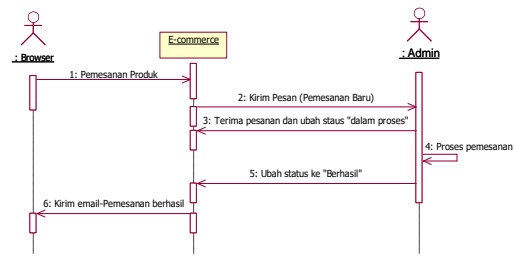 : Browser
E-commerce
: Admin
1: Pemesanan Produk
2: Kirim Pesan (Pemesanan Baru)
3: Terima pesanan dan ubah staus "dalam proses"
4: Proses pemesanan
5: Ubah status ke "Berhasil"
6: Kirim email-Pemesanan berhasil